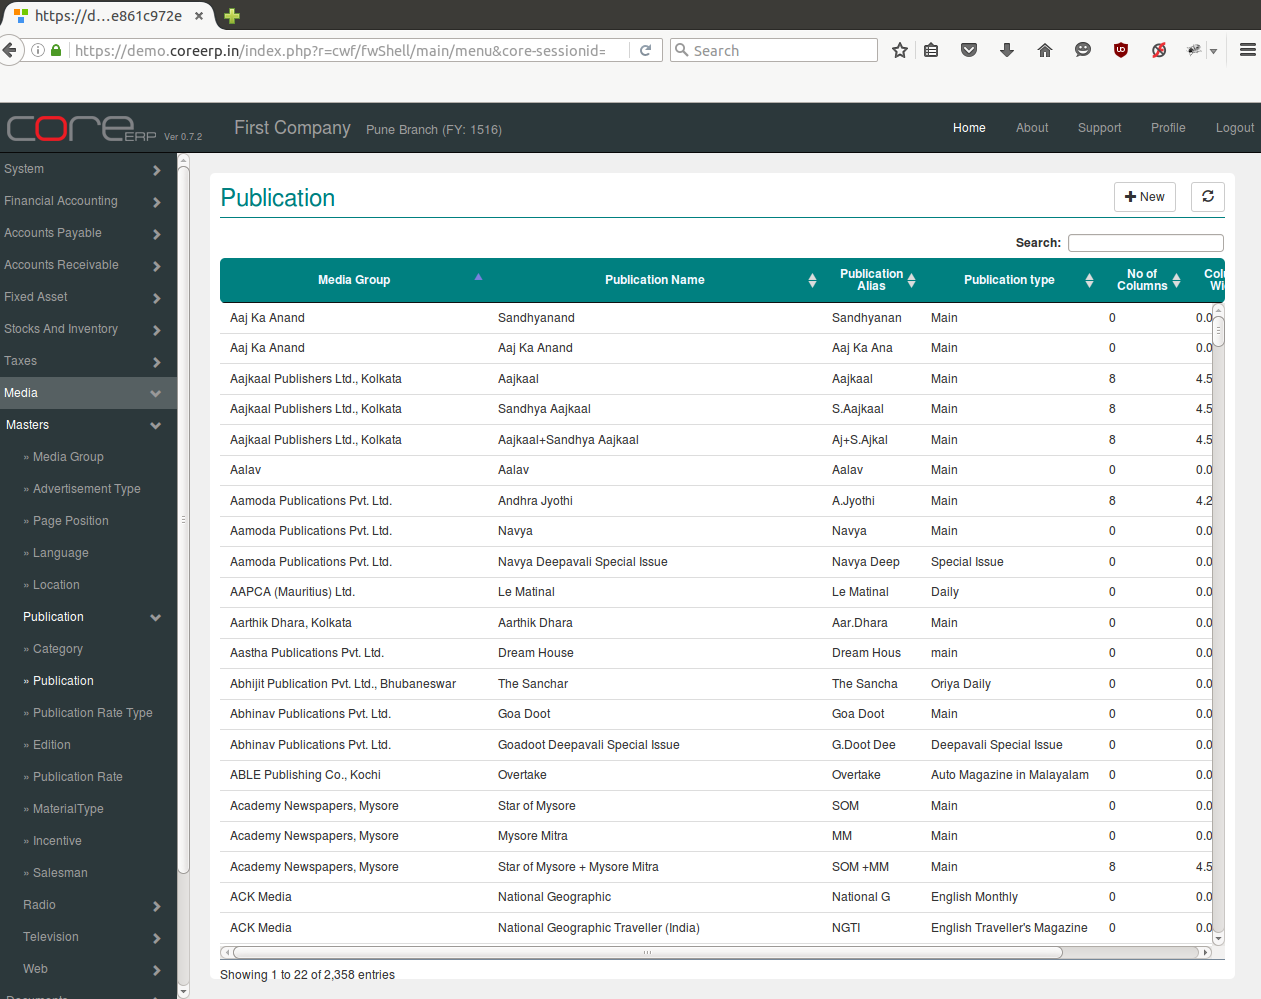 https://d...e861c972e
https://demo.coreerp.in/index.php?r=cwf/fwShell/main/menu&core-sessionid=
Search
core ERP Ver 0.7.2
First Company Pune Branch (FY: 1516)
Home About Support Profile Logout
System
Financial Accounting
Accounts Payable
Accounts Receivable
Fixed Asset
Stocks And Inventory
Taxes
Media
Masters
» Media Group
» Advertisement Type
» Page Position
» Language
» Location
Publication
» Category
» Publication
» Publication Rate Type
» Edition
» Publication Rate
» MaterialType
» Incentive
» Salesman
Radio
Television
Web
Publication
New
Search:
Media Group Publication Name Publication Alias Publication type No of Columns
Aaj Ka Anand Sandhyanand Sandhyanan Main 0 0.0
Aaj Ka Anand Aaj Ka Anand Aaj Ka Ana Main 0 0.0
Aajkaal Publishers Ltd., Kolkata Aajkaal Aajkaal Main 8 4.5
Aajkaal Publishers Ltd., Kolkata Sandhya Aajkaal S.Aajkaal Main 8 4.5
Aajkaal Publishers Ltd., Kolkata Aajkaal+Sandhya Aajkaal Aj+S.Ajkal Main 8 4.5
Aalav Aalav Aalav Main 0 0.0
Aamoda Publications Pvt. Ltd. Andhra Jyothi A.Jyothi Main 8 4.2
Aamoda Publications Pvt. Ltd. Navya Navya Main 0 0.0
Aamoda Publications Pvt. Ltd. Navya Deepavali Special Issue Navya Deep Special Issue 0 0.0
AAPCA (Mauritius) Ltd. Le Matinal Le Matinal Daily 0 0.0
Aarthik Dhara, Kolkata Aarthik Dhara Aar.Dhara Main 0 0.0
Aastha Publications Pvt. Ltd. Dream House Dream Hous main 0 0.0
Abhijit Publication Pvt. Ltd., Bhubaneswar The Sanchar The Sancha Oriya Daily 0 0.0
Abhinav Publications Pvt. Ltd. Goa Doot Goa Doot Main 0 0.0
Abhinav Publications Pvt. Ltd. Goadoot Deepavali Special Issue G.Doot Dee Deepavali Special Issue 0 0.0
ABLE Publishing Co., Kochi Overtake Overtake Auto Magazine in Malayalam 0 0.0
Academy Newspapers, Mysore Star of Mysore SOM Main 0 0.0
Academy Newspapers, Mysore Mysore Mitra MM Main 0 0.0
Academy Newspapers, Mysore Star of Mysore + Mysore Mitra SOM +MM Main 8 4.5
ACK Media National Geographic National G English Monthly 0 0.0
ACK Media National Geographic Traveller (India) NGTI English Traveller's Magazine 0 0.0
Showing 1 to 22 of 2,358 entries